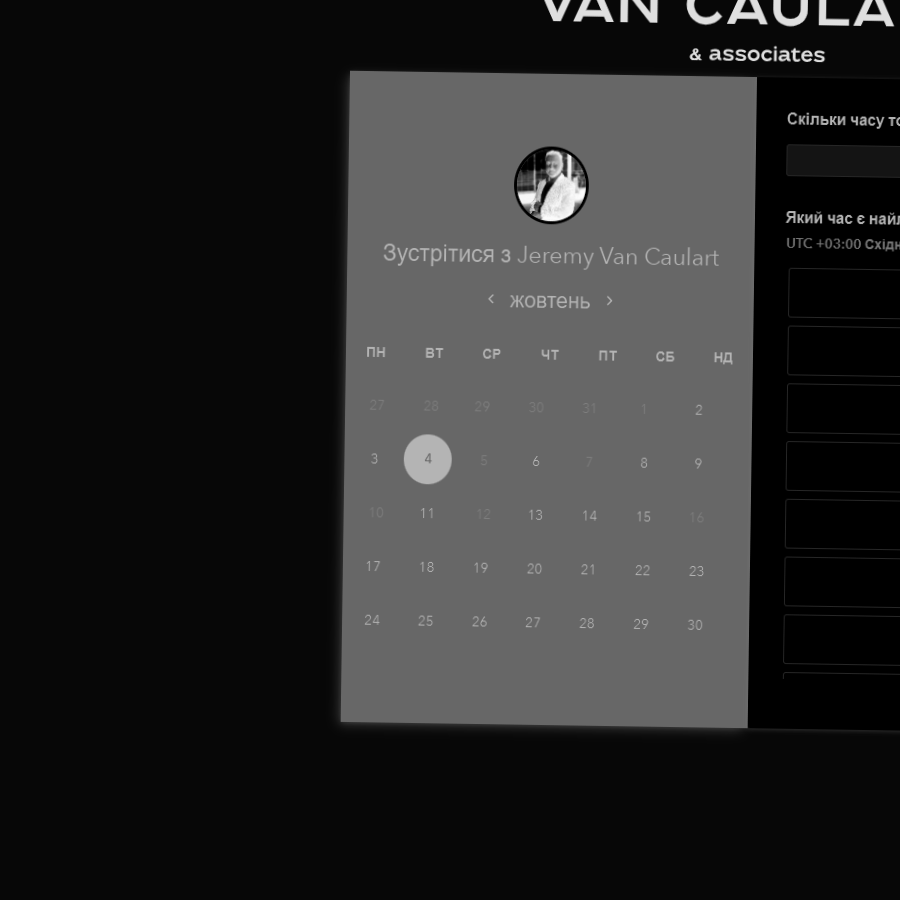 VAN CAULA
& associates
Зустрітися з Jeremy Van Caulart
‹ жовтень ›
ПН ВТ СР ЧТ ПТ СБ НД
27 28 29 30 31 1 2
3 4 5 6 7 8 9
10 11 12 13 14 15 16
17 18 19 20 21 22 23
24 25 26 27 28 29 30
Скільки часу
Який час є
UTC +03:00